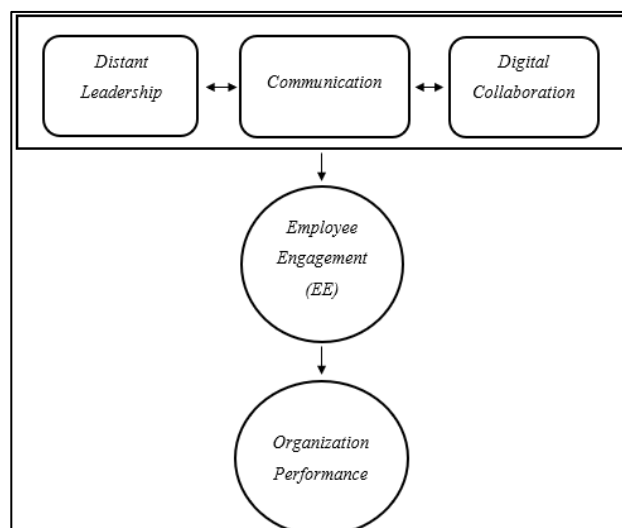 Distant
Leadership
Communication
Digital
Collaboration
Employee
Engagement
(EE)
Organization
Performance